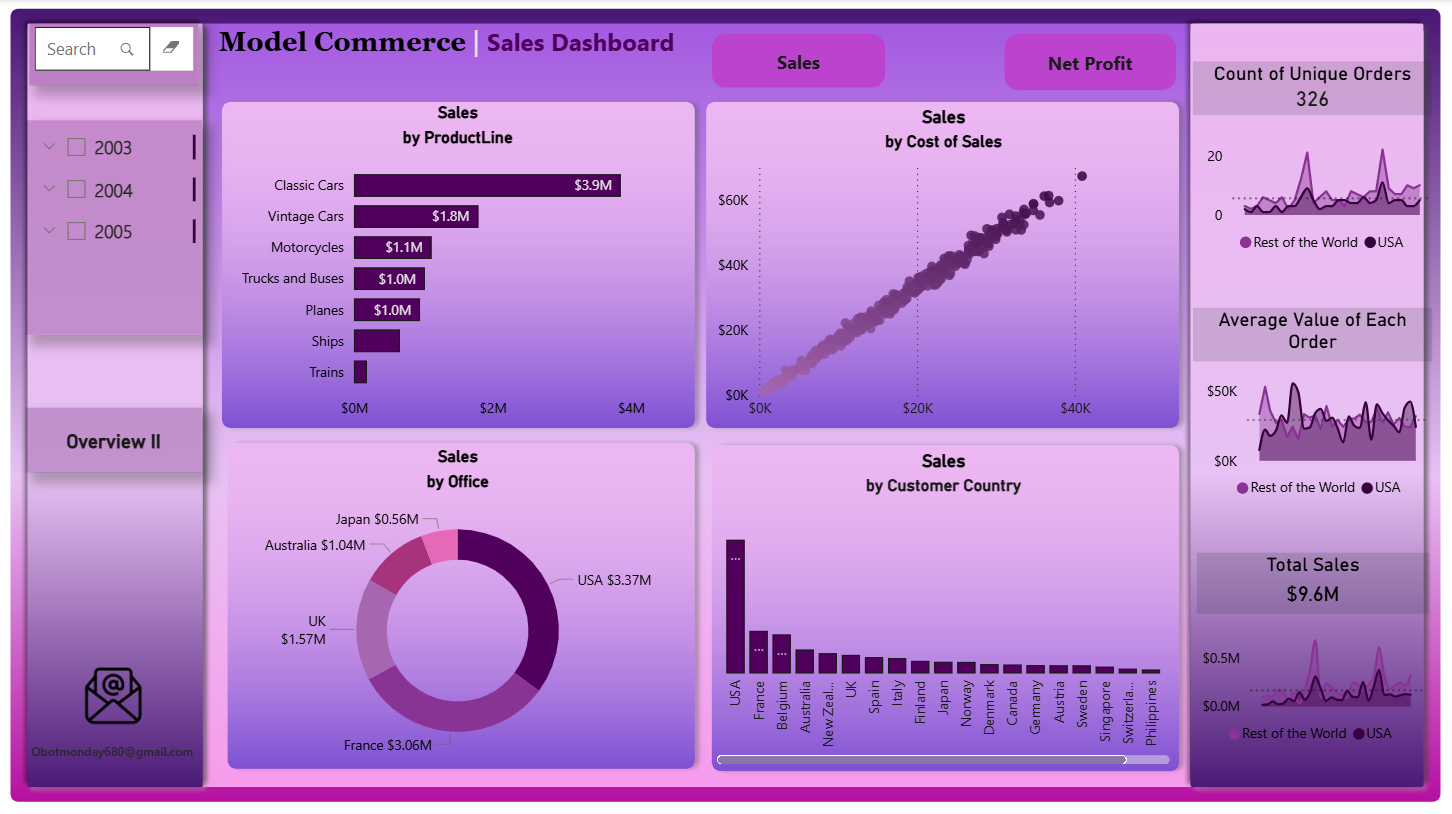 Search
2003
2004
2005
Overview II
Obotmonday680@gmail.com
Model Commerce | Sales Dashboard
Sales
Net Profit
Sales
by ProductLine
Classic Cars $3.9M
Vintage Cars $1.8M
Motorcycles $1.1M
Trucks and Buses $1.0M
Planes $1.0M
Ships
Trains
$0M $2M $4M
Sales
by Cost of Sales
$60K
$40K
$20K
$0K
$0K $20K $40K
Sales
by Office
Japan $0.56M
Australia $1.04M
USA $3.37M
UK
$1.57M
France $3.06M
Sales
by Customer Country
... ... ...
USA
France
Belgium
Australia
New Zeal...
UK
Spain
Italy
Finland
Japan
Norway
Denmark
Canada
Germany
Austria
Sweden
Singapore
Switzerla...
Philippines
Count of Unique Orders
326
20
0
Rest of the World USA
Average Value of Each
Order
$50K
$0K
Rest of the World USA
Total Sales
$9.6M
$0.5M
$0.0M
Rest of the World USA